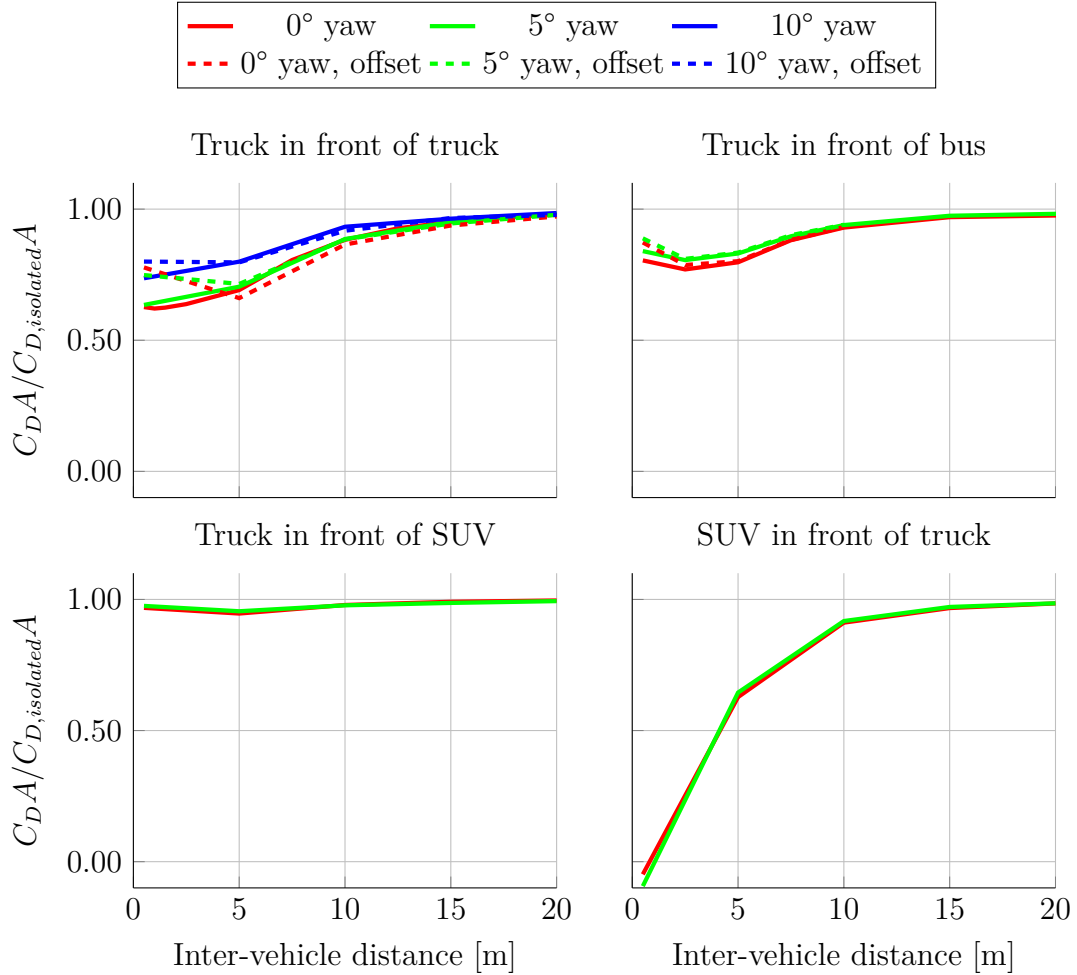 0° yaw 5° yaw 10° yaw
0° yaw, offset 5° yaw, offset 10° yaw, offset
Truck in front of truck Truck in front of bus
1.00
0.50
0.00
C_D A/C_{D,isolated} A
Truck in front of SUV SUV in front of truck
1.00
0.50
0.00
C_D A/C_{D,isolated} A
0 5 10 15 20 0 5 10 15 20
Inter-vehicle distance [m] Inter-vehicle distance [m]